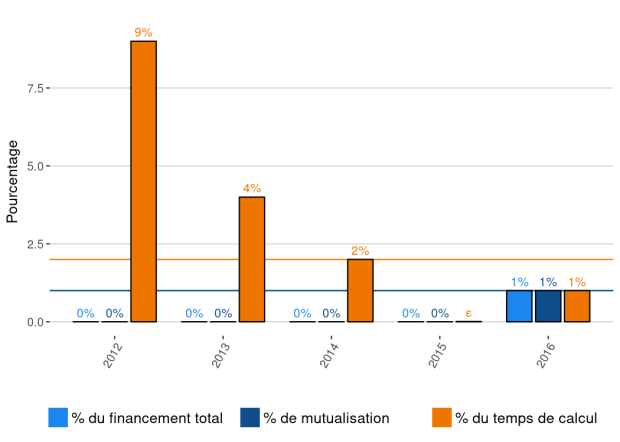 9%
7.5
5.0
4%
2.5
2%
0% 0% 0% 0% 0% 0% 0% 0% ε 1% 1% 1%
0.0
Pourcentage
2012 2013 2014 2015 2016
% du financement total % de mutualisation % du temps de calcul